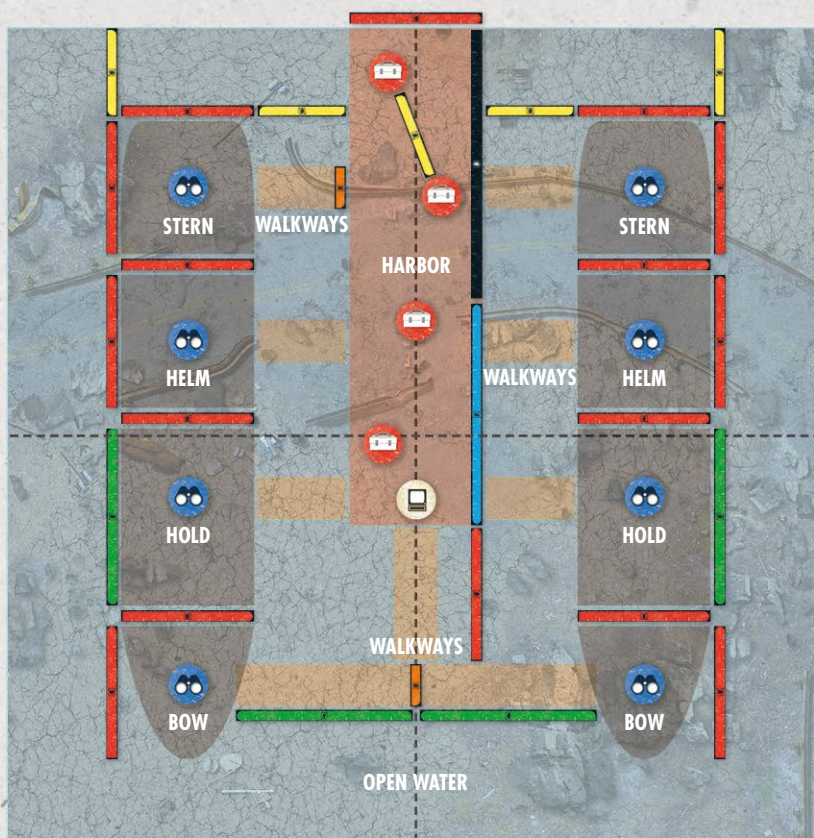 STERN
WALKWAYS
STERN
HARBOR
HELM
WALKWAYS
HELM
HOLD
HOLD
WALKWAYS
BOW
BOW
OPEN WATER